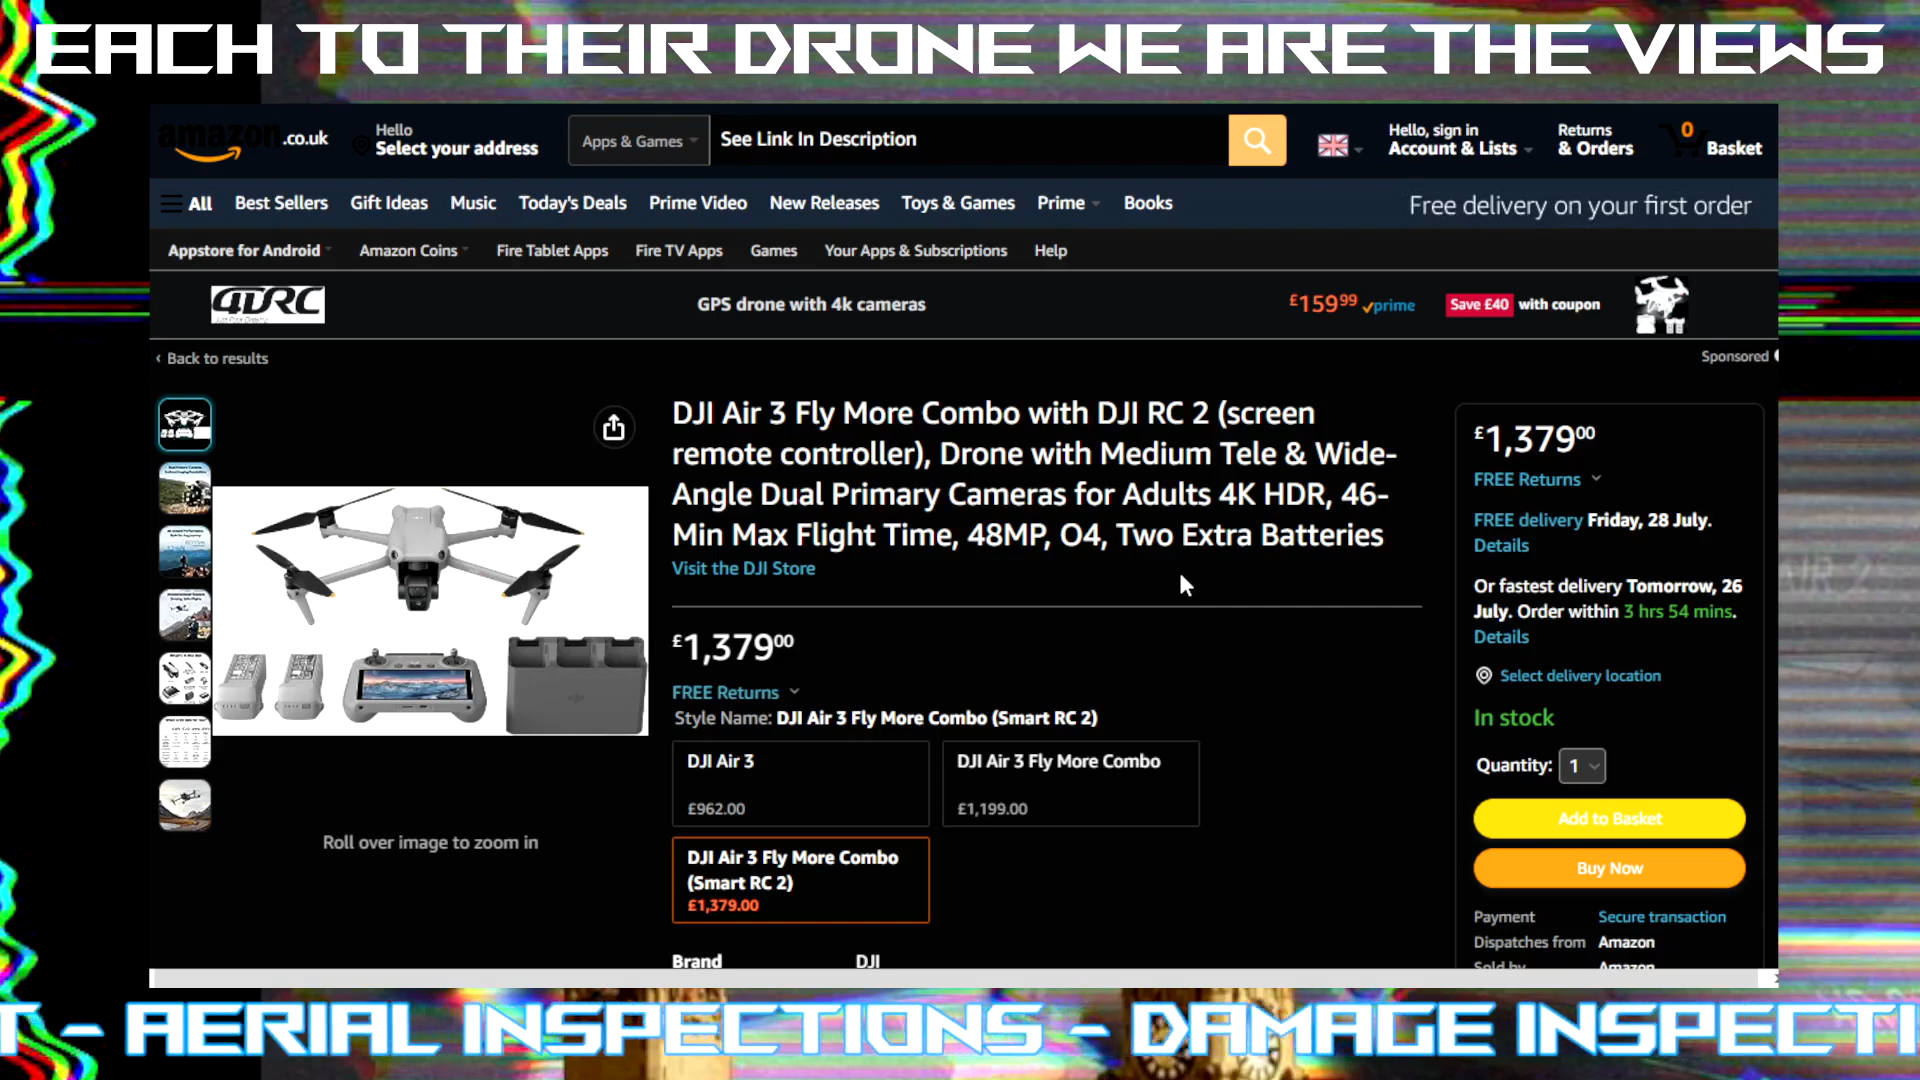 EACH TO THEIR DRONE WE ARE THE VIEWS
amazon.co.uk
Hello
Select your address
Apps & Games
See Link In Description
Hello, sign in
Account & Lists
Returns
& Orders
0
Basket
All
Best Sellers
Gift Ideas
Music
Today's Deals
Prime Video
New Releases
Toys & Games
Prime
Books
Free delivery on your first order
Appstore for Android
Amazon Coins
Fire Tablet Apps
Fire TV Apps
Games
Your Apps & Subscriptions
Help
4DRC
GPS drone with 4k cameras
£159⁹⁹ prime
Save £40 with coupon
‹ Back to results
Sponsored
DJI Air 3 Fly More Combo with DJI RC 2 (screen
remote controller), Drone with Medium Tele & Wide-
Angle Dual Primary Cameras for Adults 4K HDR, 46-
Min Max Flight Time, 48MP, O4, Two Extra Batteries
Visit the DJI Store
£1,379⁰⁰
FREE Returns
Style Name: DJI Air 3 Fly More Combo (Smart RC 2)
DJI Air 3
£962.00
DJI Air 3 Fly More Combo
£1,199.00
DJI Air 3 Fly More Combo
(Smart RC 2)
£1,379.00
Brand DJI
Roll over image to zoom in
£1,379⁰⁰
FREE Returns
FREE delivery Friday, 28 July.
Details
Or fastest delivery Tomorrow, 26
July. Order within 3 hrs 54 mins.
Details
Select delivery location
In stock
Quantity: 1
Add to Basket
Buy Now
Payment Secure transaction
Dispatches from Amazon
Sold by Amazon
T - AERIAL INSPECTIONS - DAMAGE INSPECTI